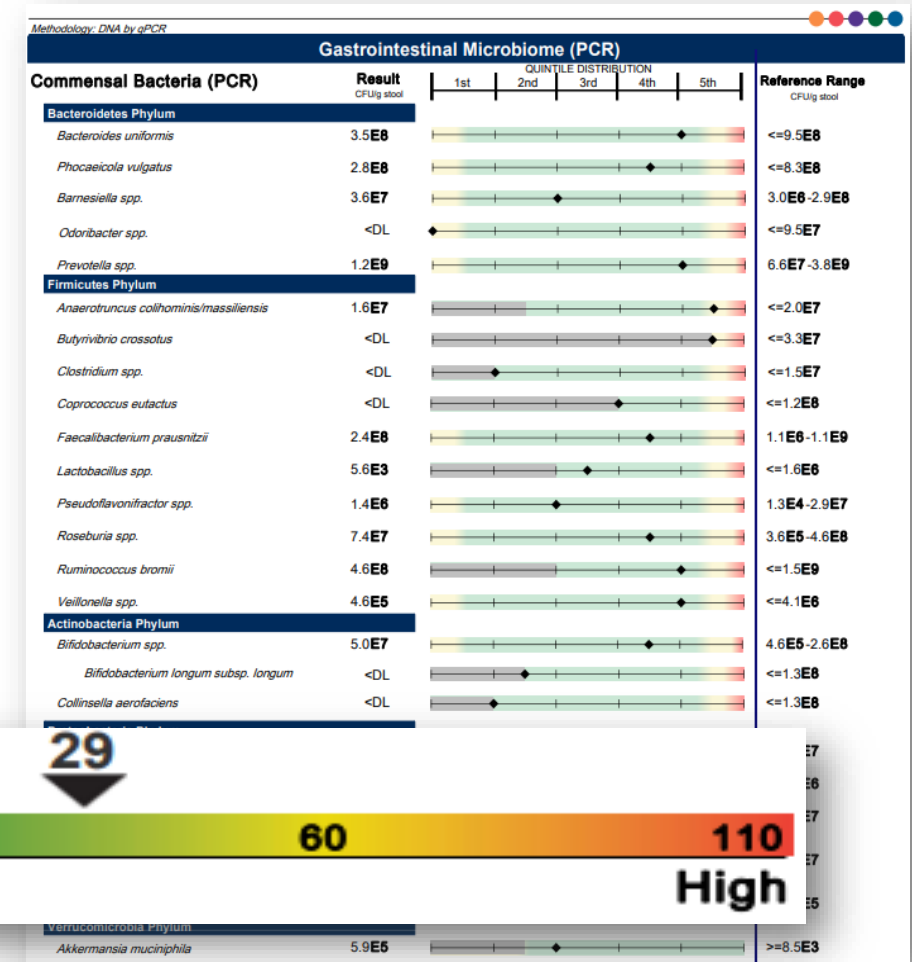 Methodology: DNA by qPCR
Gastrointestinal Microbiome (PCR)
Commensal Bacteria (PCR) Result CFU/g stool QUINTILE DISTRIBUTION 1st 2nd 3rd 4th 5th Reference Range CFU/g stool
Bacteroidetes Phylum
Bacteroides uniformis 3.5E8 <=9.5E8
Phocaeicola vulgatus 2.8E8 <=8.3E8
Barnesiella spp. 3.6E7 3.0E6-2.9E8
Odoribacter spp. <DL <=9.5E7
Prevotella spp. 1.2E9 6.6E7-3.8E9
Firmicutes Phylum
Anaerotruncus colihominis/massiliensis 1.6E7 <=2.0E7
Butyrivibrio crossotus <DL <=3.3E7
Clostridium spp. <DL <=1.5E7
Coprococcus eutactus <DL <=1.2E8
Faecalibacterium prausnitzii 2.4E8 1.1E6-1.1E9
Lactobacillus spp. 5.6E3 <=1.6E6
Pseudoflavonifractor spp. 1.4E6 1.3E4-2.9E7
Roseburia spp. 7.4E7 3.6E5-4.6E8
Ruminococcus bromii 4.6E8 <=1.5E9
Veillonella spp. 4.6E5 <=4.1E6
Actinobacteria Phylum
Bifidobacterium spp. 5.0E7 4.6E5-2.6E8
Bifidobacterium longum subsp. longum <DL <=1.3E8
Collinsella aerofaciens <DL <=1.3E8
29
E7
E6
E7
60 110
E7
High
E5
Verrucomicrobia Phylum
Akkermansia muciniphila 5.9E5 >=8.5E3